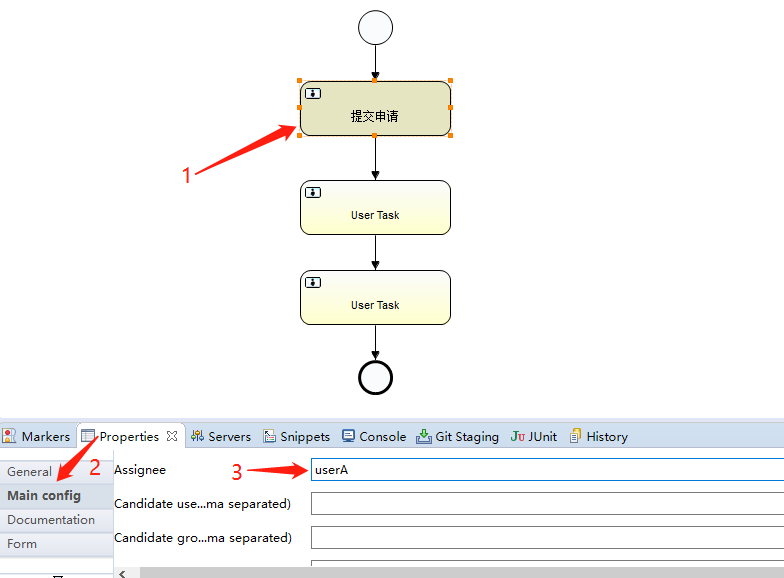 提交申请
1
User Task
User Task
Markers Properties Servers Snippets Console Git Staging JUnit History
General
2
Assignee
3
userA
Main config
Candidate use...ma separated)
Documentation
Candidate gro...ma separated)
Form